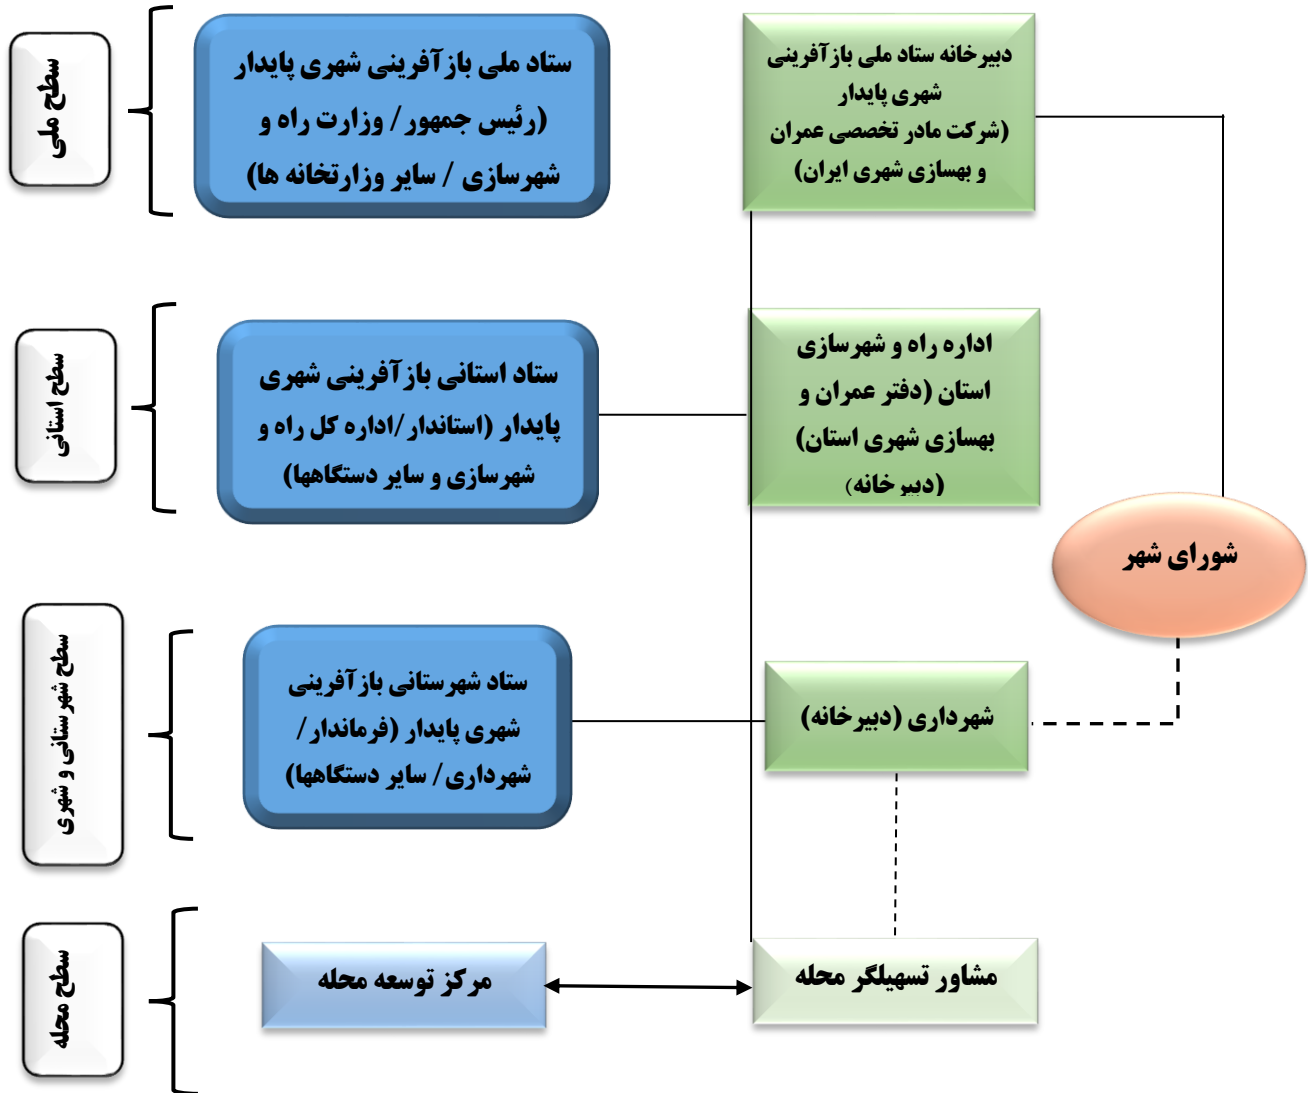 سطح ملی
ستاد ملی بازآفرینی شهری پایدار
(رئیس جمهور/ وزارت راه و
شهرسازی / سایر وزارتخانه ها)
دبیرخانه ستاد ملی بازآفرینی
شهری پایدار
(شرکت مادر تخصصی عمران
و بهسازی شهری ایران)
سطح استانی
ستاد استانی بازآفرینی شهری
پایدار (استاندار/اداره کل راه و
شهرسازی و سایر دستگاهها)
اداره راه و شهرسازی
استان (دفتر عمران و
بهسازی شهری استان)
(دبیرخانه)
شورای شهر
سطح شهرستانی و شهری
ستاد شهرستانی بازآفرینی
شهری پایدار (فرماندار/
شهرداری/ سایر دستگاهها)
شهرداری (دبیرخانه)
سطح محله
مرکز توسعه محله
مشاور تسهیلگر محله